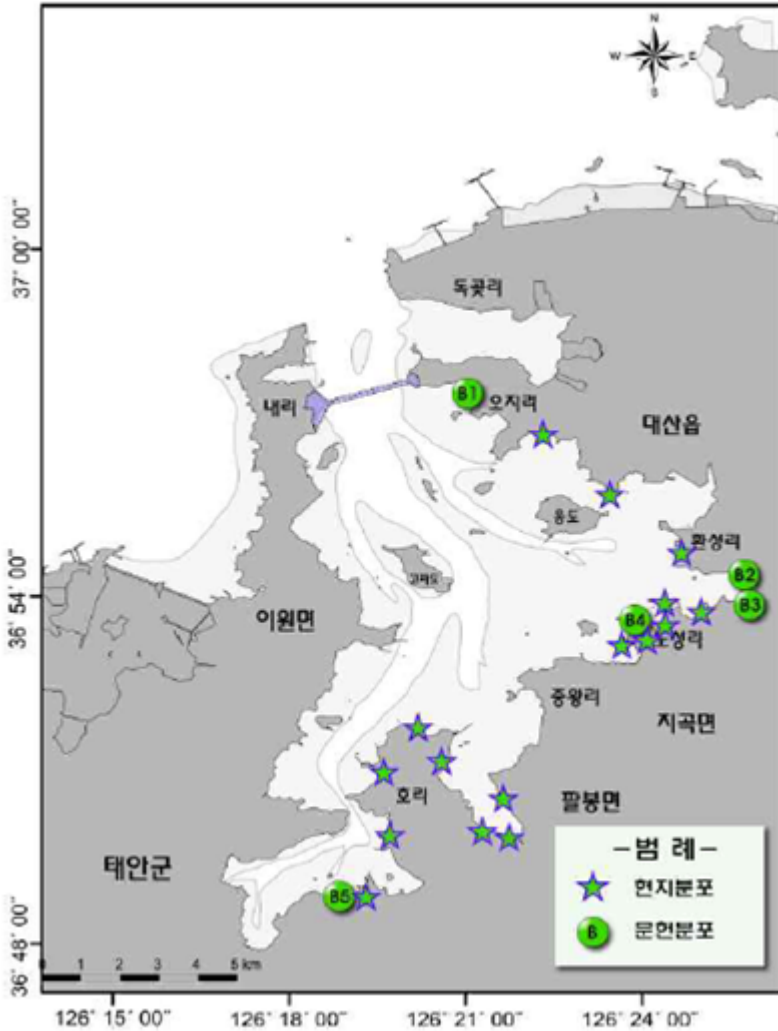 N
W E
S
37° 00' 00"
독곶리
내리
B1
오지리
대산읍
웅도
환성리
고파도
B2
36° 54' 00"
B3
이원면
B4
도성리
중왕리
지곡면
호리
팔봉면
태안군
-범 례-
현지분포
B5
B 문헌분포
36° 48' 00"
0 1 2 3 4 5 km
126° 15' 00" 126° 18' 00" 126° 21' 00" 126° 24' 00"